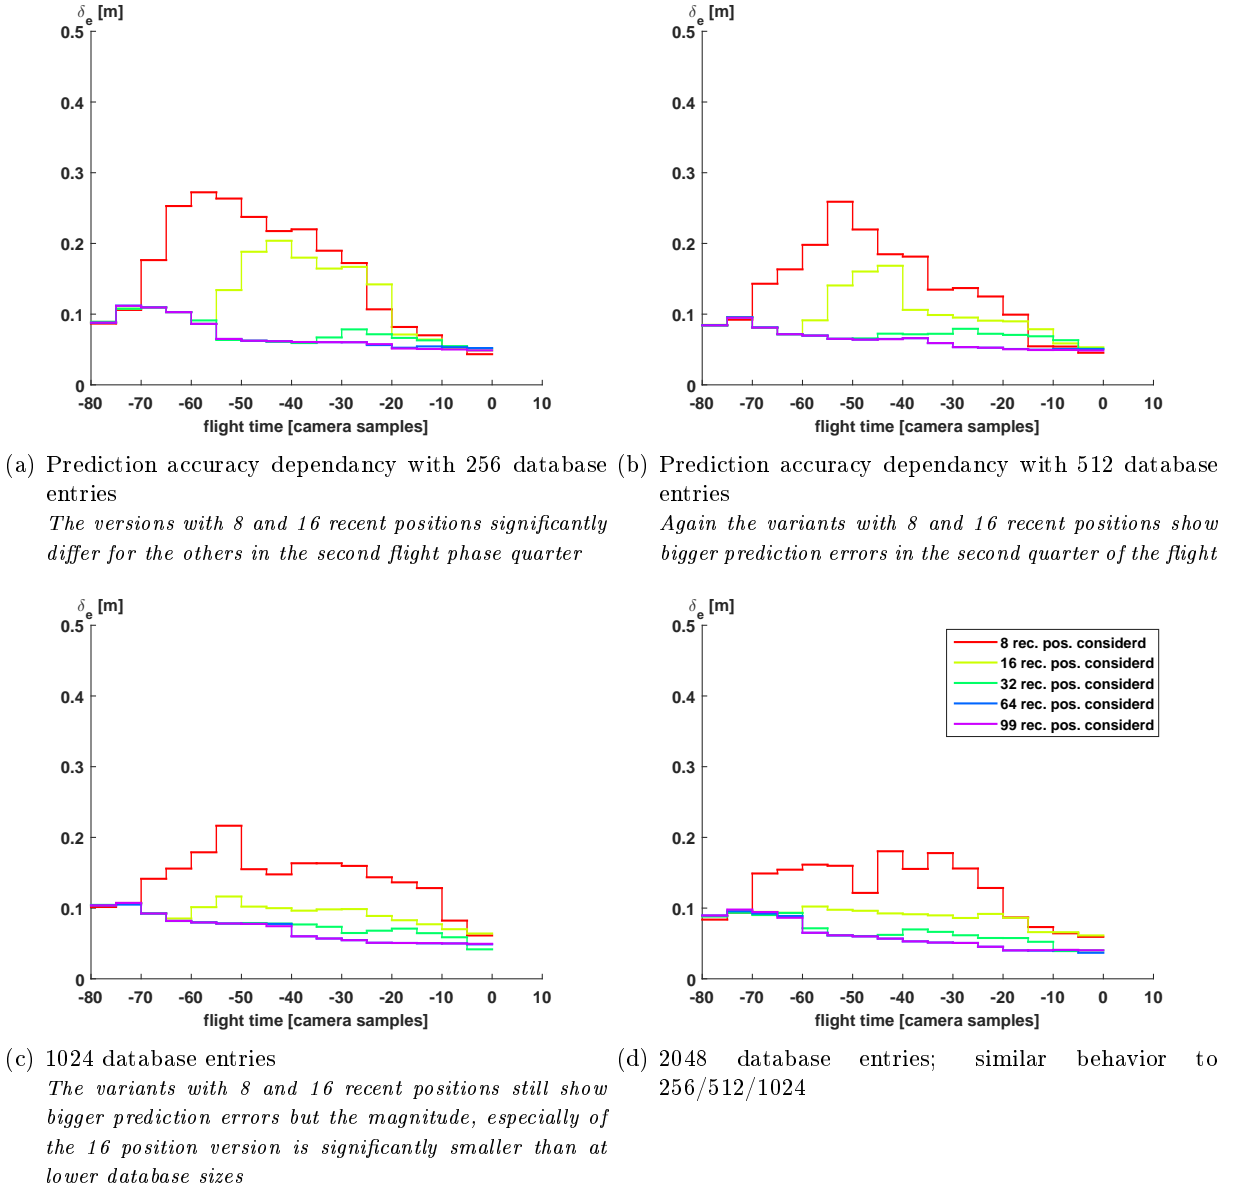 δe [m]
0.5
0.4
0.3
0.2
0.1
0
-80 -70 -60 -50 -40 -30 -20 -10 0 10
flight time [camera samples]
(a) Prediction accuracy dependancy with 256 database
entries
The versions with 8 and 16 recent positions significantly
differ for the others in the second flight phase quarter
δe [m]
0.5
0.4
0.3
0.2
0.1
0
-80 -70 -60 -50 -40 -30 -20 -10 0 10
flight time [camera samples]
(b) Prediction accuracy dependancy with 512 database
entries
Again the variants with 8 and 16 recent positions show
bigger prediction errors in the second quarter of the flight
δe [m]
0.5
0.4
0.3
0.2
0.1
0
-80 -70 -60 -50 -40 -30 -20 -10 0 10
flight time [camera samples]
(c) 1024 database entries
The variants with 8 and 16 recent positions still show
bigger prediction errors but the magnitude, especially of
the 16 position version is significantly smaller than at
lower database sizes
δe [m]
0.5
0.4
0.3
0.2
0.1
0
-80 -70 -60 -50 -40 -30 -20 -10 0 10
flight time [camera samples]
8 rec. pos. considerd
16 rec. pos. considerd
32 rec. pos. considerd
64 rec. pos. considerd
99 rec. pos. considerd
(d) 2048 database entries; similar behavior to
256/512/1024